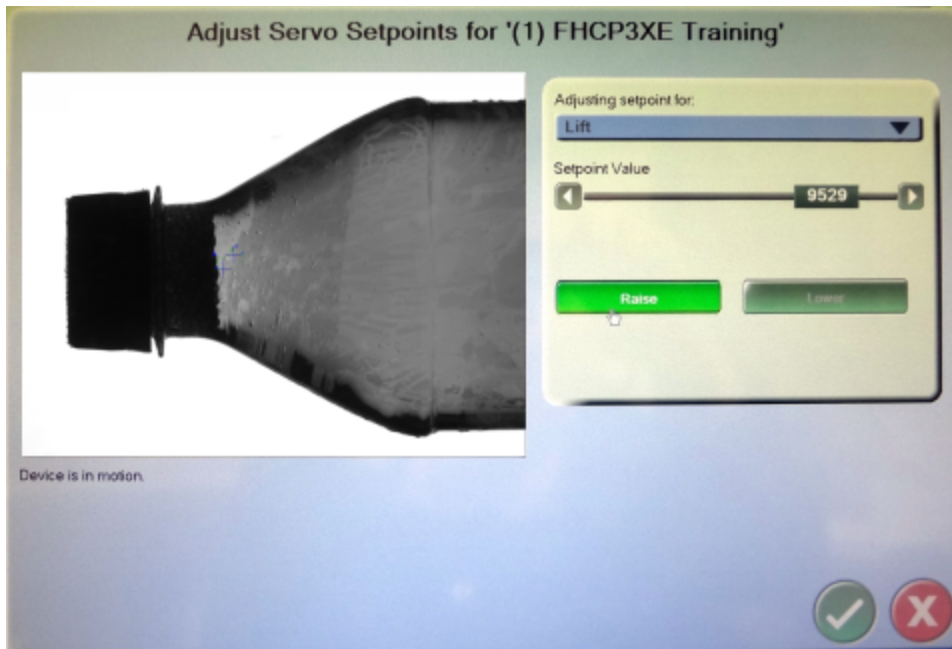 Adjust Servo Setpoints for '(1) FHCP3XE Training'
Adjusting setpoint for:
Lift
Setpoint Value
9529
Raise
Lower
Device is in motion.